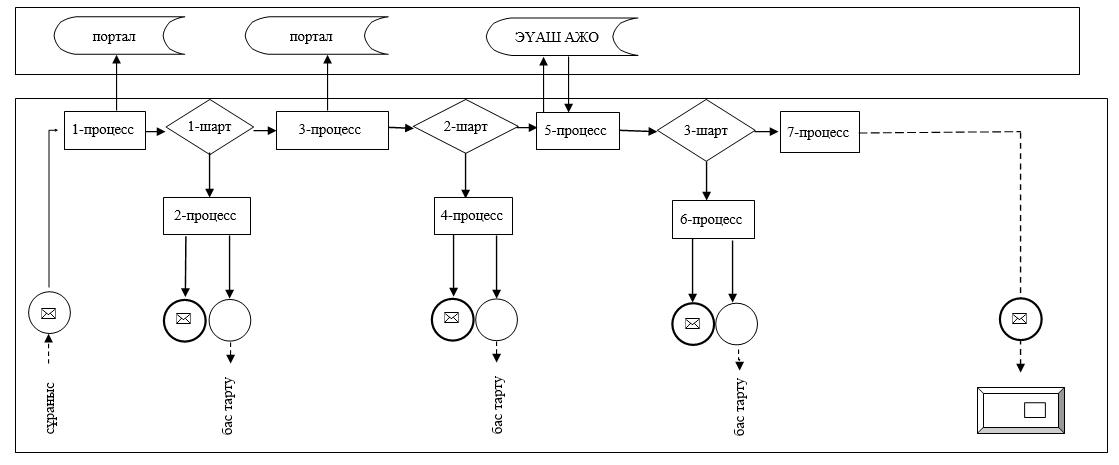 портал
портал
ЭҮАШ АЖО
1-процесс
1-шарт
3-процесс
2-шарт
5-процесс
3-шарт
7-процесс
2-процесс
4-процесс
6-процесс
сұраныс
бас тарту
бас тарту
бас тарту